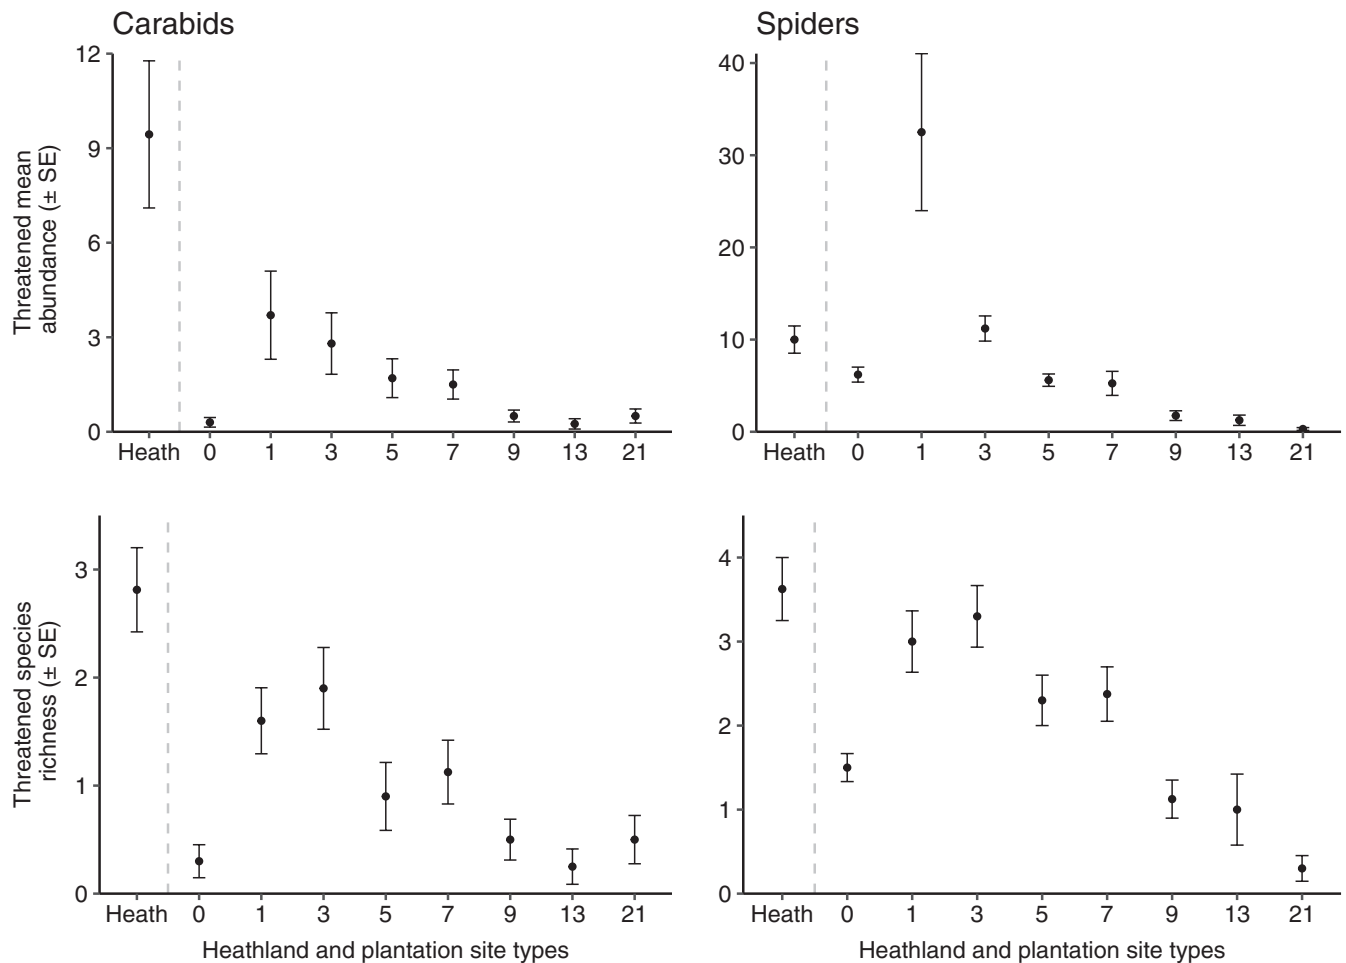 Carabids
Spiders
Threatened mean
abundance (± SE)
12
9
6
3
0
Heath 0 1 3 5 7 9 13 21
40
30
20
10
0
Heath 0 1 3 5 7 9 13 21
Threatened species
richness (± SE)
3
2
1
0
Heath 0 1 3 5 7 9 13 21
Heathland and plantation site types
4
3
2
1
0
Heath 0 1 3 5 7 9 13 21
Heathland and plantation site types